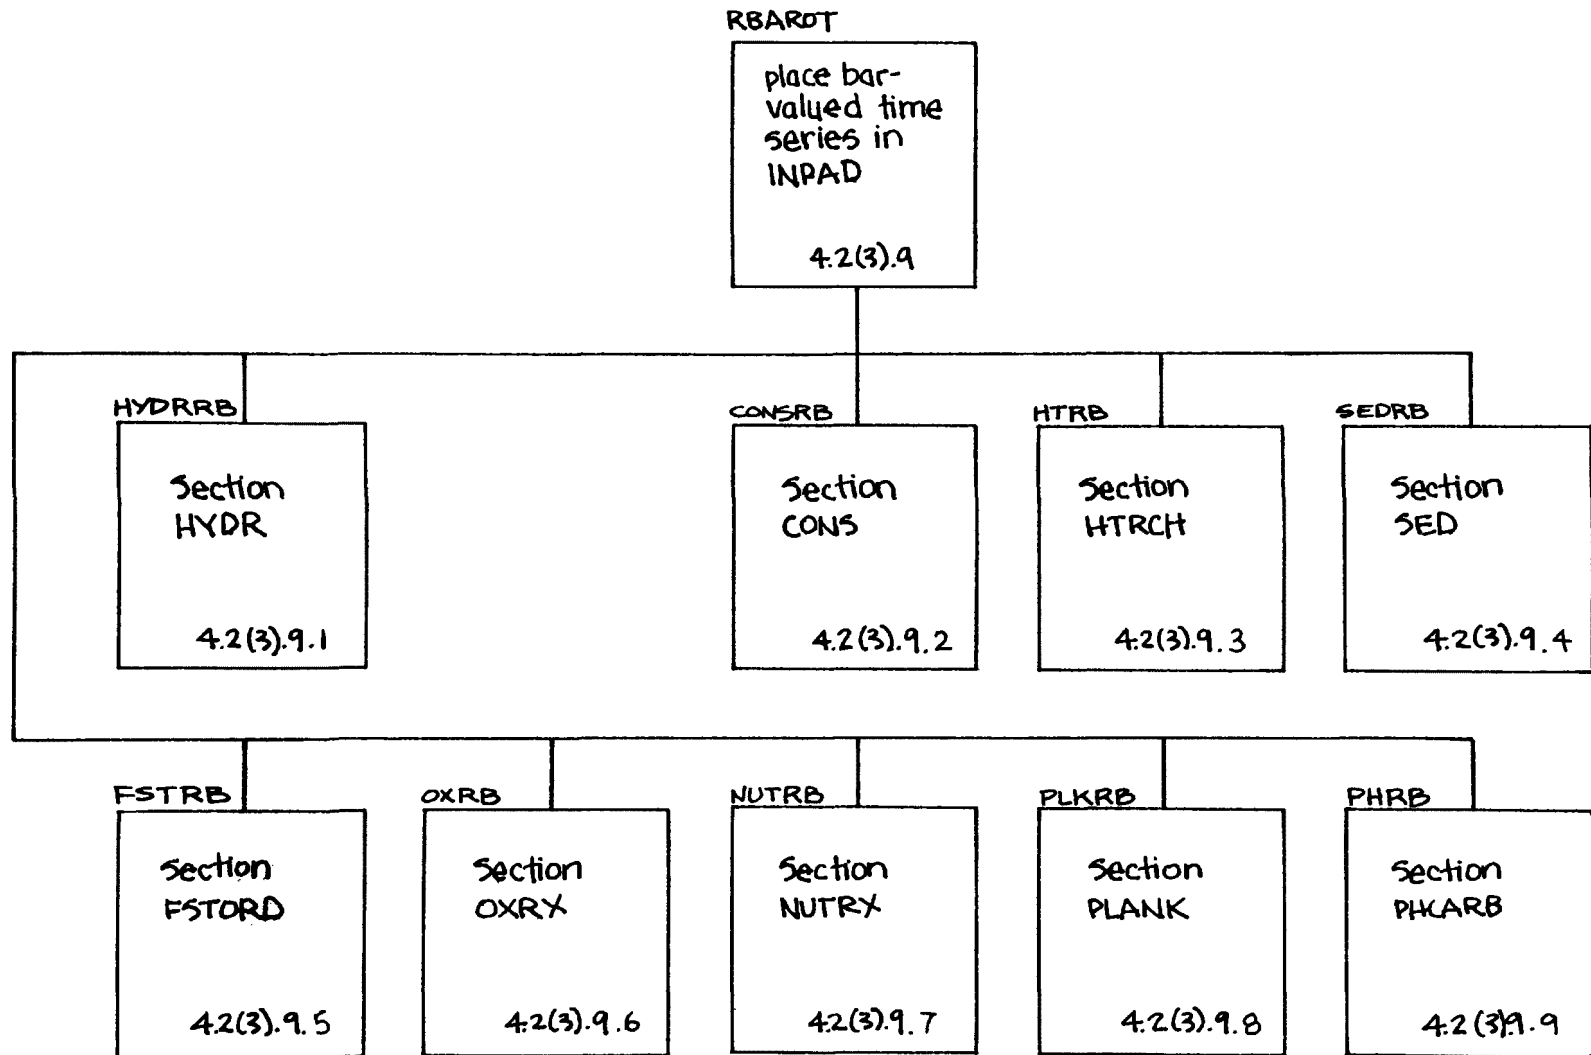 RBAROT
place bar-
valued time
series in
INPAD
4.2(3).9
HYDRRB
Section
HYDR
4.2(3).9.1
CONSRB
Section
CONS
4.2(3).9.2
HTRB
Section
HTRCH
4.2(3).9.3
SEDRB
Section
SED
4.2(3).9.4
FSTRB
Section
FSTORD
4.2(3).9.5
OXRB
Section
OXRX
4.2(3).9.6
NUTRB
Section
NUTRX
4.2(3).9.7
PLKRB
Section
PLANK
4.2(3).9.8
PHRB
Section
PHCARB
4.2(3)9.9